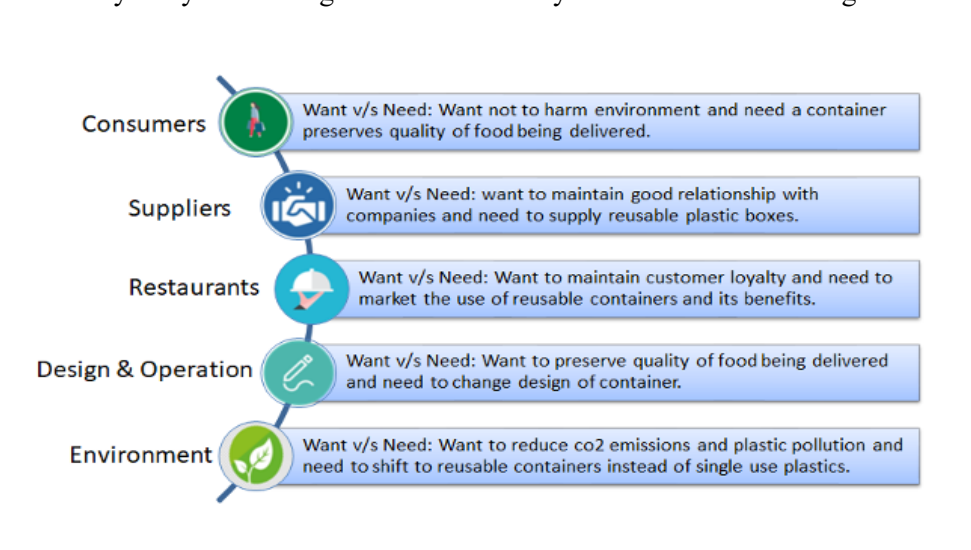 Consumers
Want v/s Need: Want not to harm environment and need a container
preserves quality of food being delivered.
Suppliers
Want v/s Need: want to maintain good relationship with
companies and need to supply reusable plastic boxes.
Restaurants
Want v/s Need: Want to maintain customer loyalty and need to
market the use of reusable containers and its benefits.
Design & Operation
Want v/s Need: Want to preserve quality of food being delivered
and need to change design of container.
Environment
Want v/s Need: Want to reduce co2 emissions and plastic pollution and
need to shift to reusable containers instead of single use plastics.